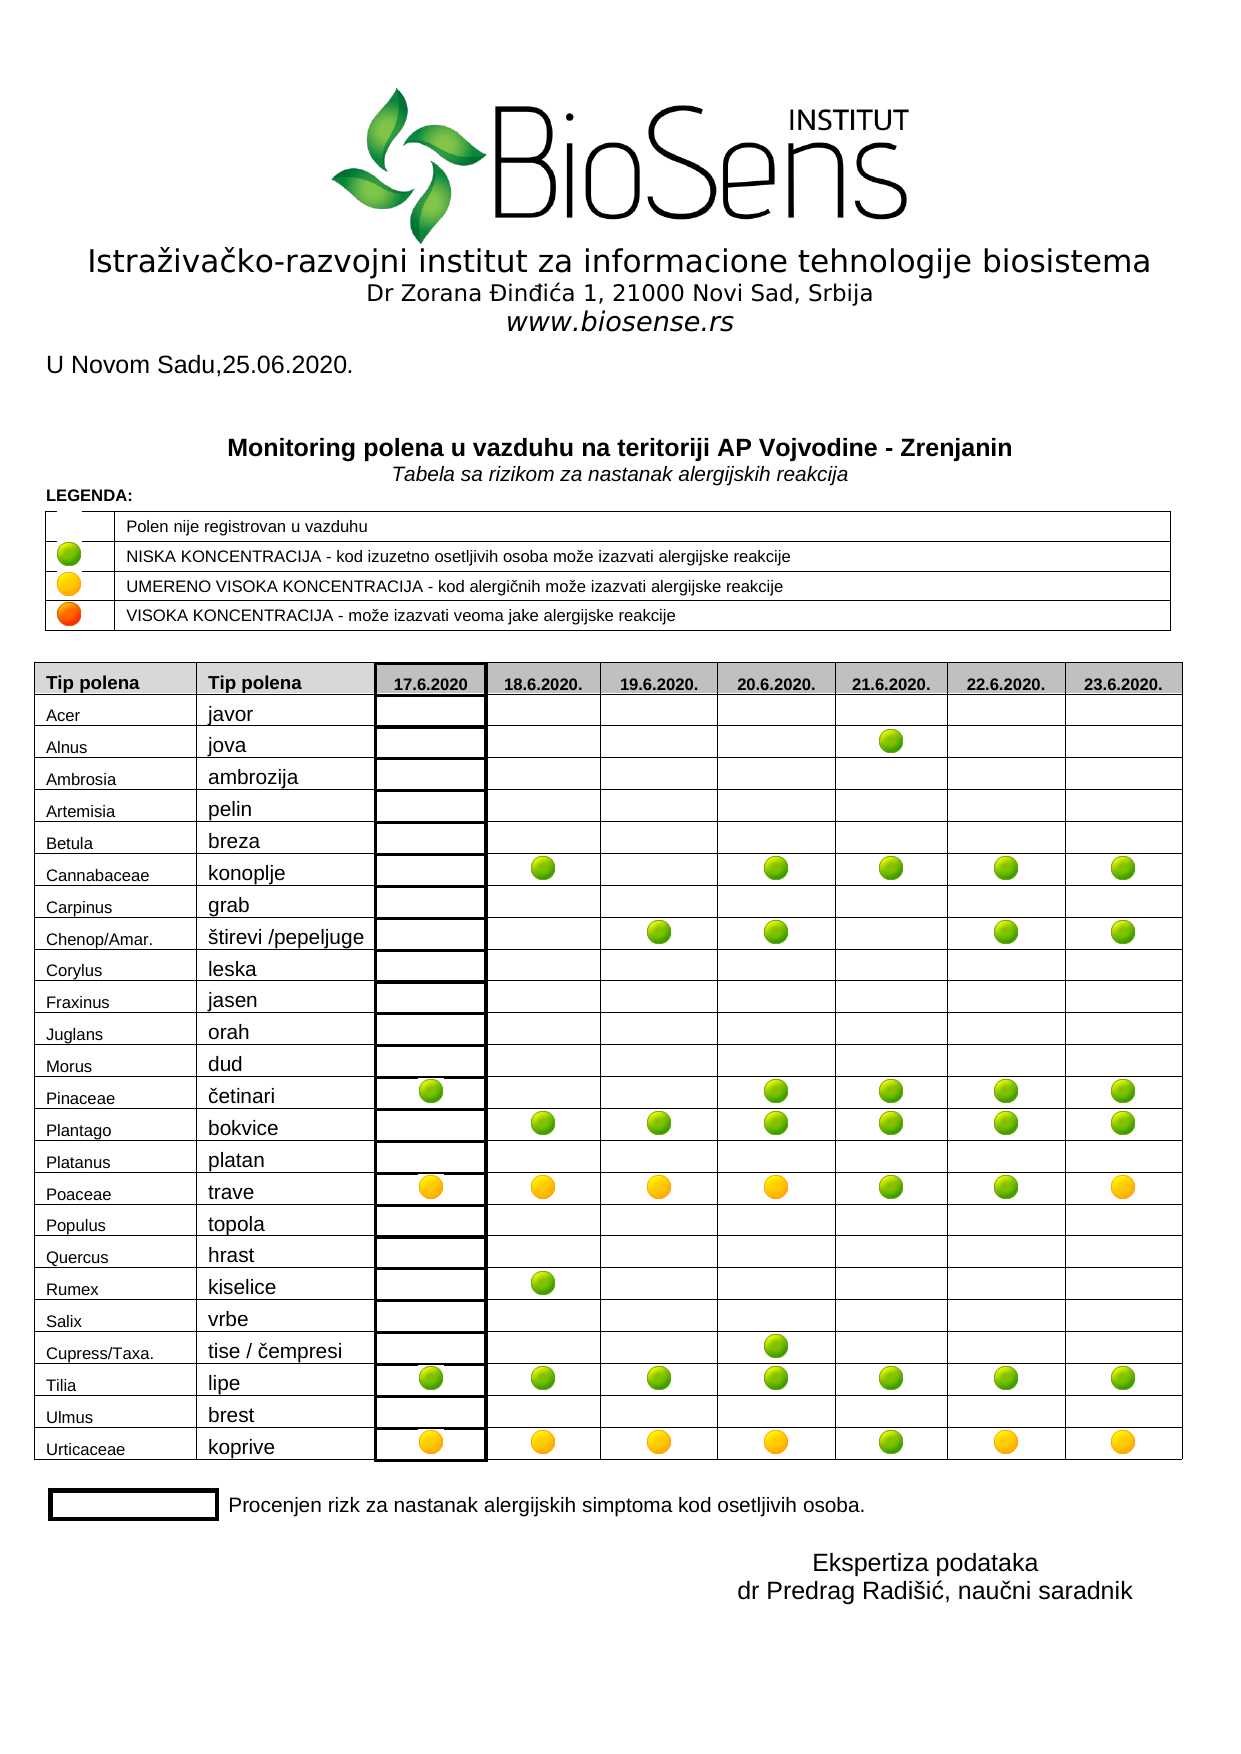 BioSens INSTITUT
Istraživačko-razvojni institut za informacione tehnologije biosistema
Dr Zorana Đinđića 1, 21000 Novi Sad, Srbija
www.biosense.rs
U Novom Sadu,25.06.2020.
Monitoring polena u vazduhu na teritoriji AP Vojvodine - Zrenjanin
Tabela sa rizikom za nastanak alergijskih reakcija
LEGENDA:
Polen nije registrovan u vazduhu
NISKA KONCENTRACIJA - kod izuzetno osetljivih osoba može izazvati alergijske reakcije
UMERENO VISOKA KONCENTRACIJA - kod alergičnih može izazvati alergijske reakcije
VISOKA KONCENTRACIJA - može izazvati veoma jake alergijske reakcije
Tip polena Tip polena 17.6.2020 18.6.2020. 19.6.2020. 20.6.2020. 21.6.2020. 22.6.2020. 23.6.2020.
Acer javor
Alnus jova
Ambrosia ambrozija
Artemisia pelin
Betula breza
Cannabaceae konoplje
Carpinus grab
Chenop/Amar. štirevi /pepeljuge
Corylus leska
Fraxinus jasen
Juglans orah
Morus dud
Pinaceae četinari
Plantago bokvice
Platanus platan
Poaceae trave
Populus topola
Quercus hrast
Rumex kiselice
Salix vrbe
Cupress/Taxa. tise / čempresi
Tilia lipe
Ulmus brest
Urticaceae koprive
Procenjen rizk za nastanak alergijskih simptoma kod osetljivih osoba.
Ekspertiza podataka
dr Predrag Radišić, naučni saradnik